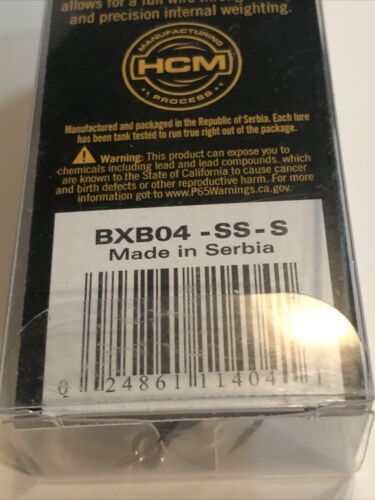 allows for a full wire through
and precision internal weighting.
MANUFACTURING
HCM
PROCESS
Manufactured and packaged in the Republic of Serbia. Each lure
has been tank tested to run true right out of the package.
Warning: This product can expose you to
chemicals including lead and lead compounds, which
are known to the State of California to cause cancer
and birth defects or other reproductive harm. For more
information go to www.P65Warnings.ca.gov.
BXB04 -SS-S
Made in Serbia
0 24861 11404 1